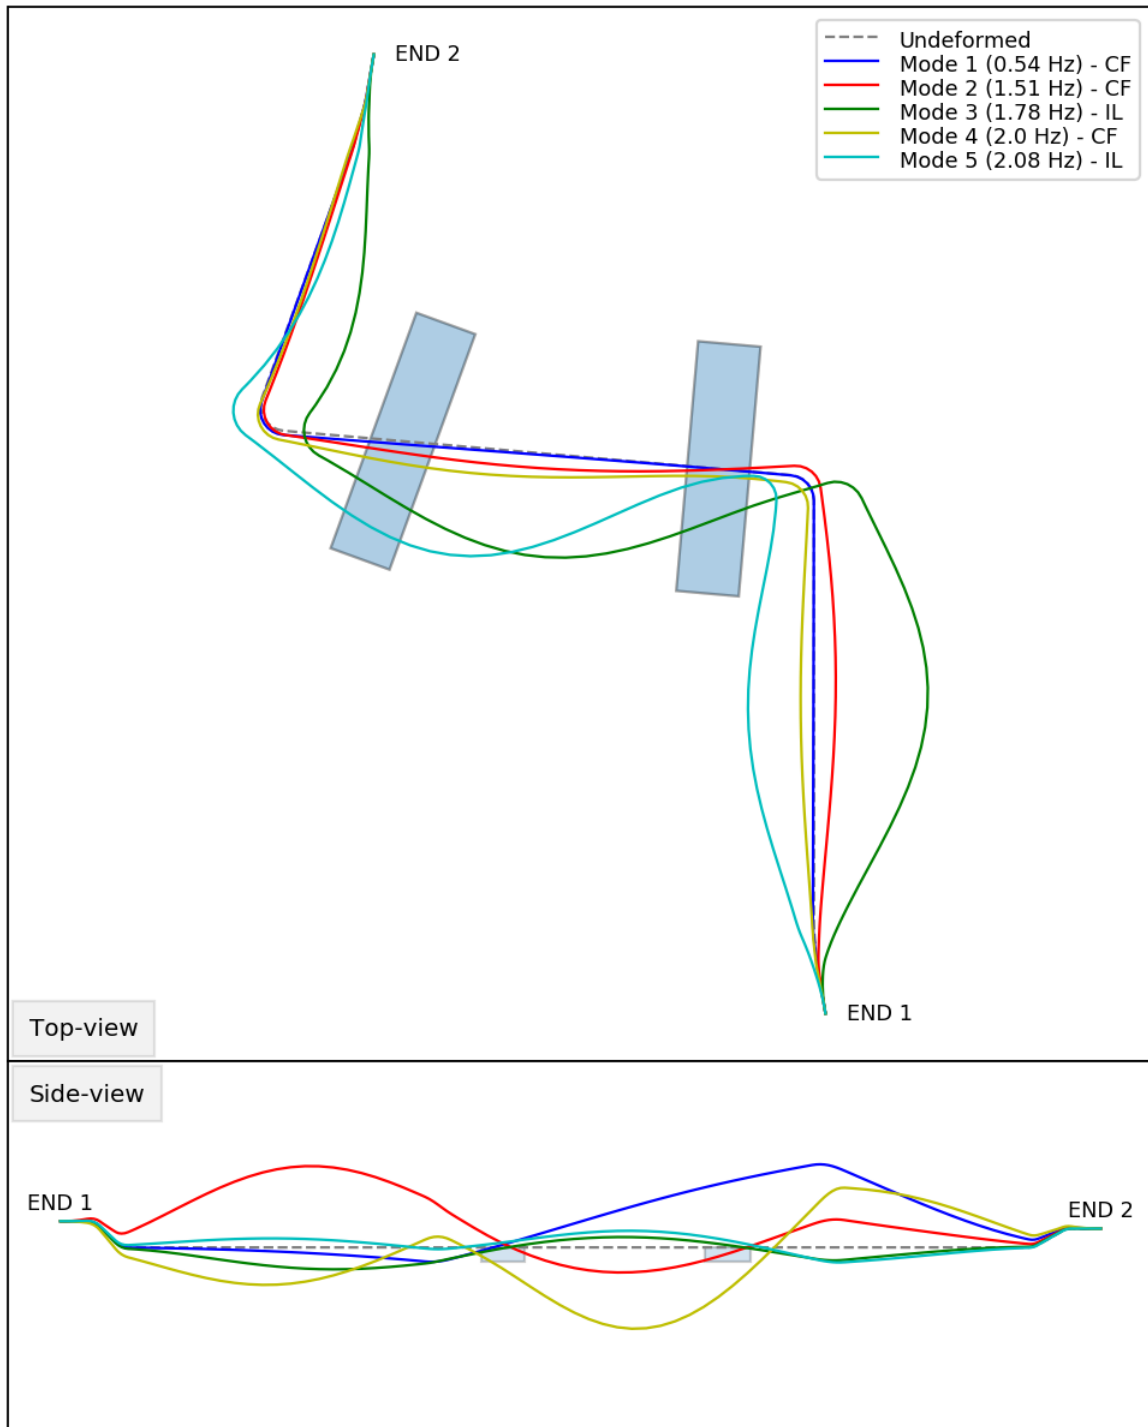 END 2
Undeformed
Mode 1 (0.54 Hz) - CF
Mode 2 (1.51 Hz) - CF
Mode 3 (1.78 Hz) - IL
Mode 4 (2.0 Hz) - CF
Mode 5 (2.08 Hz) - IL
END 1
Top-view
Side-view
END 1
END 2